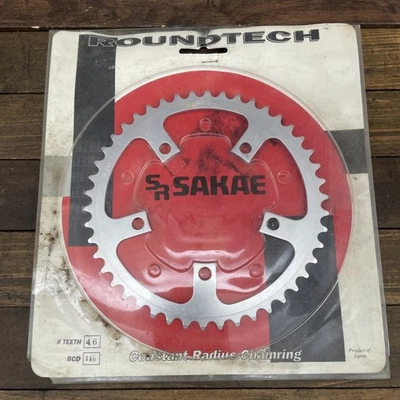 ROUNDTECH
SR SAKAE
# TEETH 46
BCD 110
Constant Radius Chainring
Product of
Japan